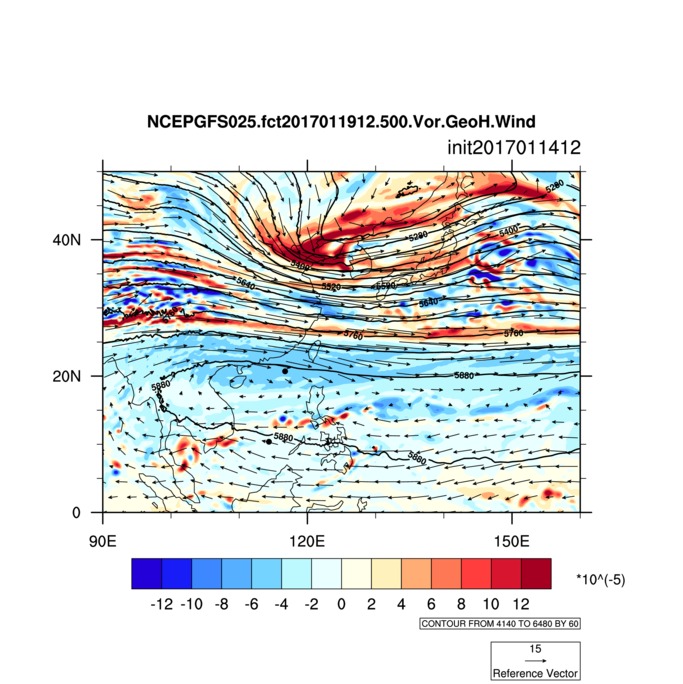 NCEPGFS025.fct2017011912.500.Vor.GeoH.Wind
init2017011412
5280
40N
5280
5400
5400
5640
5520
5580
5640
5760
5760
5880
20N
5880
5880
5880
0
90E 120E 150E
-12 -10 -8 -6 -4 -2 0 2 4 6 8 10 12
*10^(-5)
CONTOUR FROM 4140 TO 6480 BY 60
15
Reference Vector